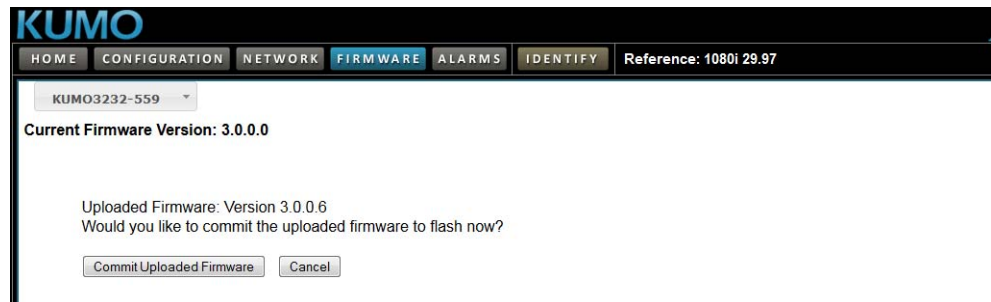 KUMO
HOME CONFIGURATION NETWORK FIRMWARE ALARMS IDENTIFY Reference: 1080i 29.97
KUMO3232-559
Current Firmware Version: 3.0.0.0
Uploaded Firmware: Version 3.0.0.6
Would you like to commit the uploaded firmware to flash now?
Commit Uploaded Firmware Cancel